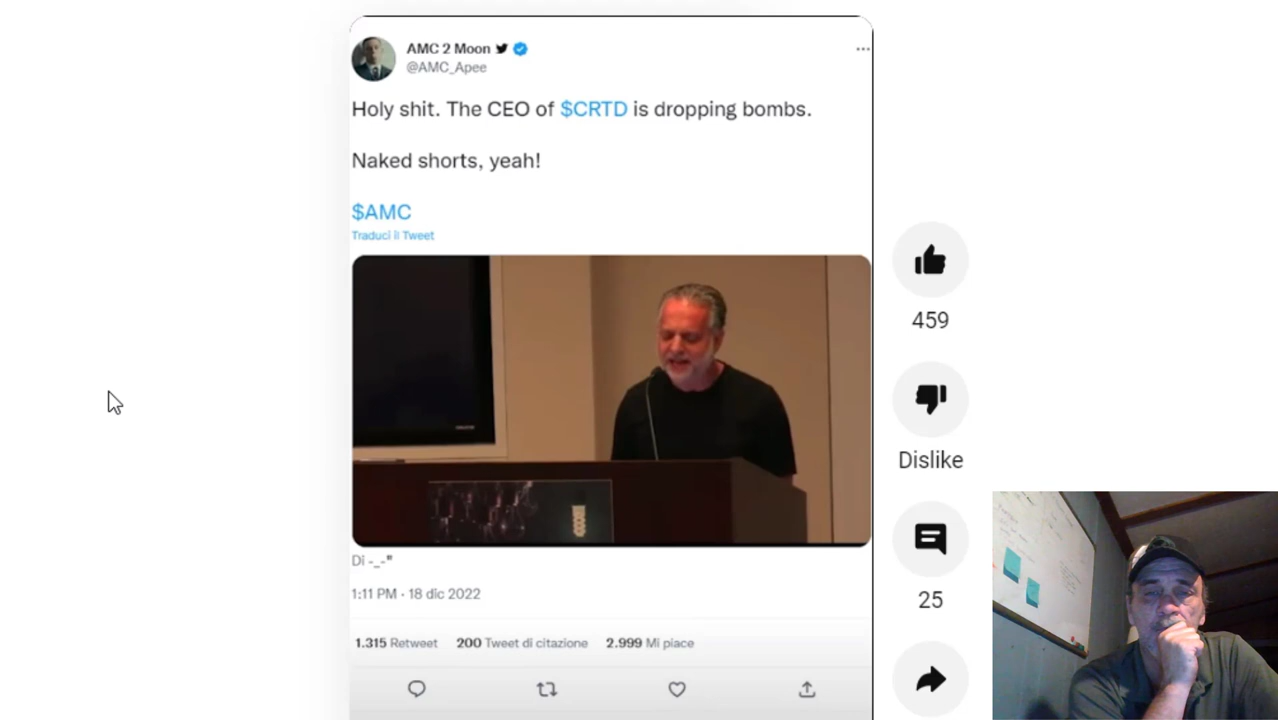 AMC 2 Moon
@AMC_Apee
Holy shit. The CEO of $CRTD is dropping bombs.
Naked shorts, yeah!
$AMC
Traduci il Tweet
Di -_-"
1:11 PM · 18 dic 2022
1.315 Retweet 200 Tweet di citazione 2.999 Mi piace
459
Dislike
25